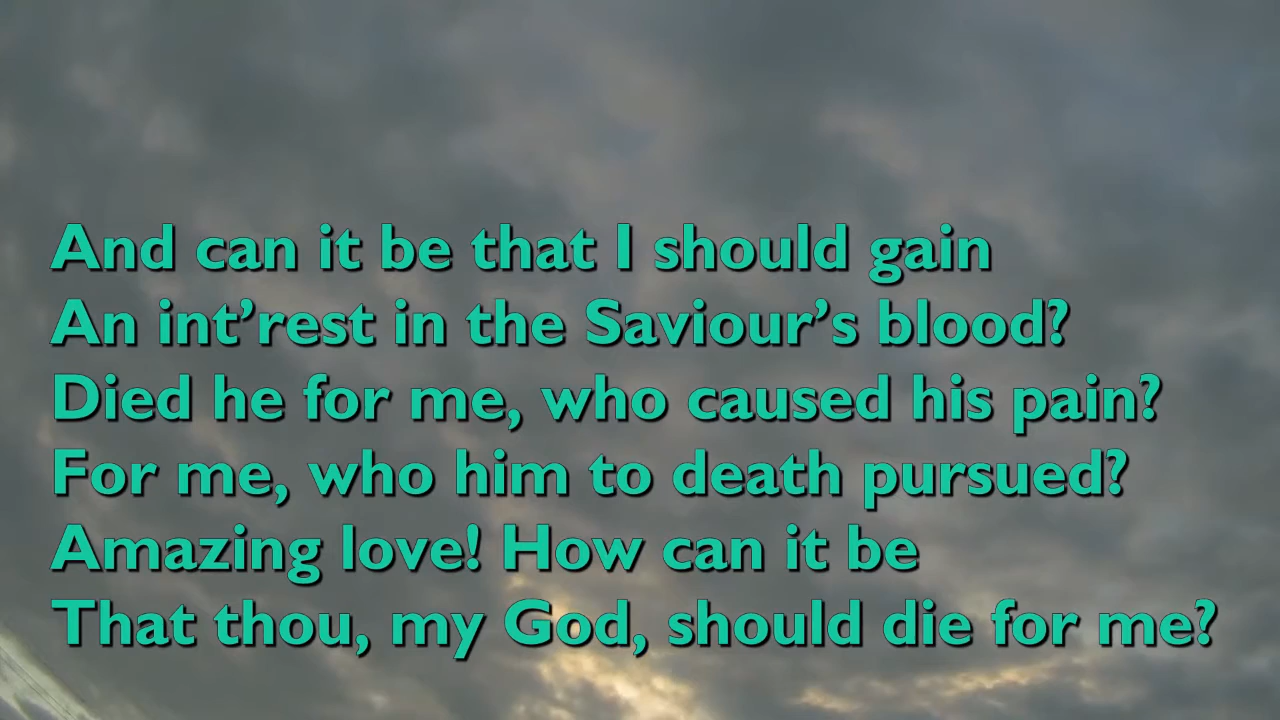 And can it be that I should gain
An int’rest in the Saviour’s blood?
Died he for me, who caused his pain?
For me, who him to death pursued?
Amazing love! How can it be
That thou, my God, should die for me?